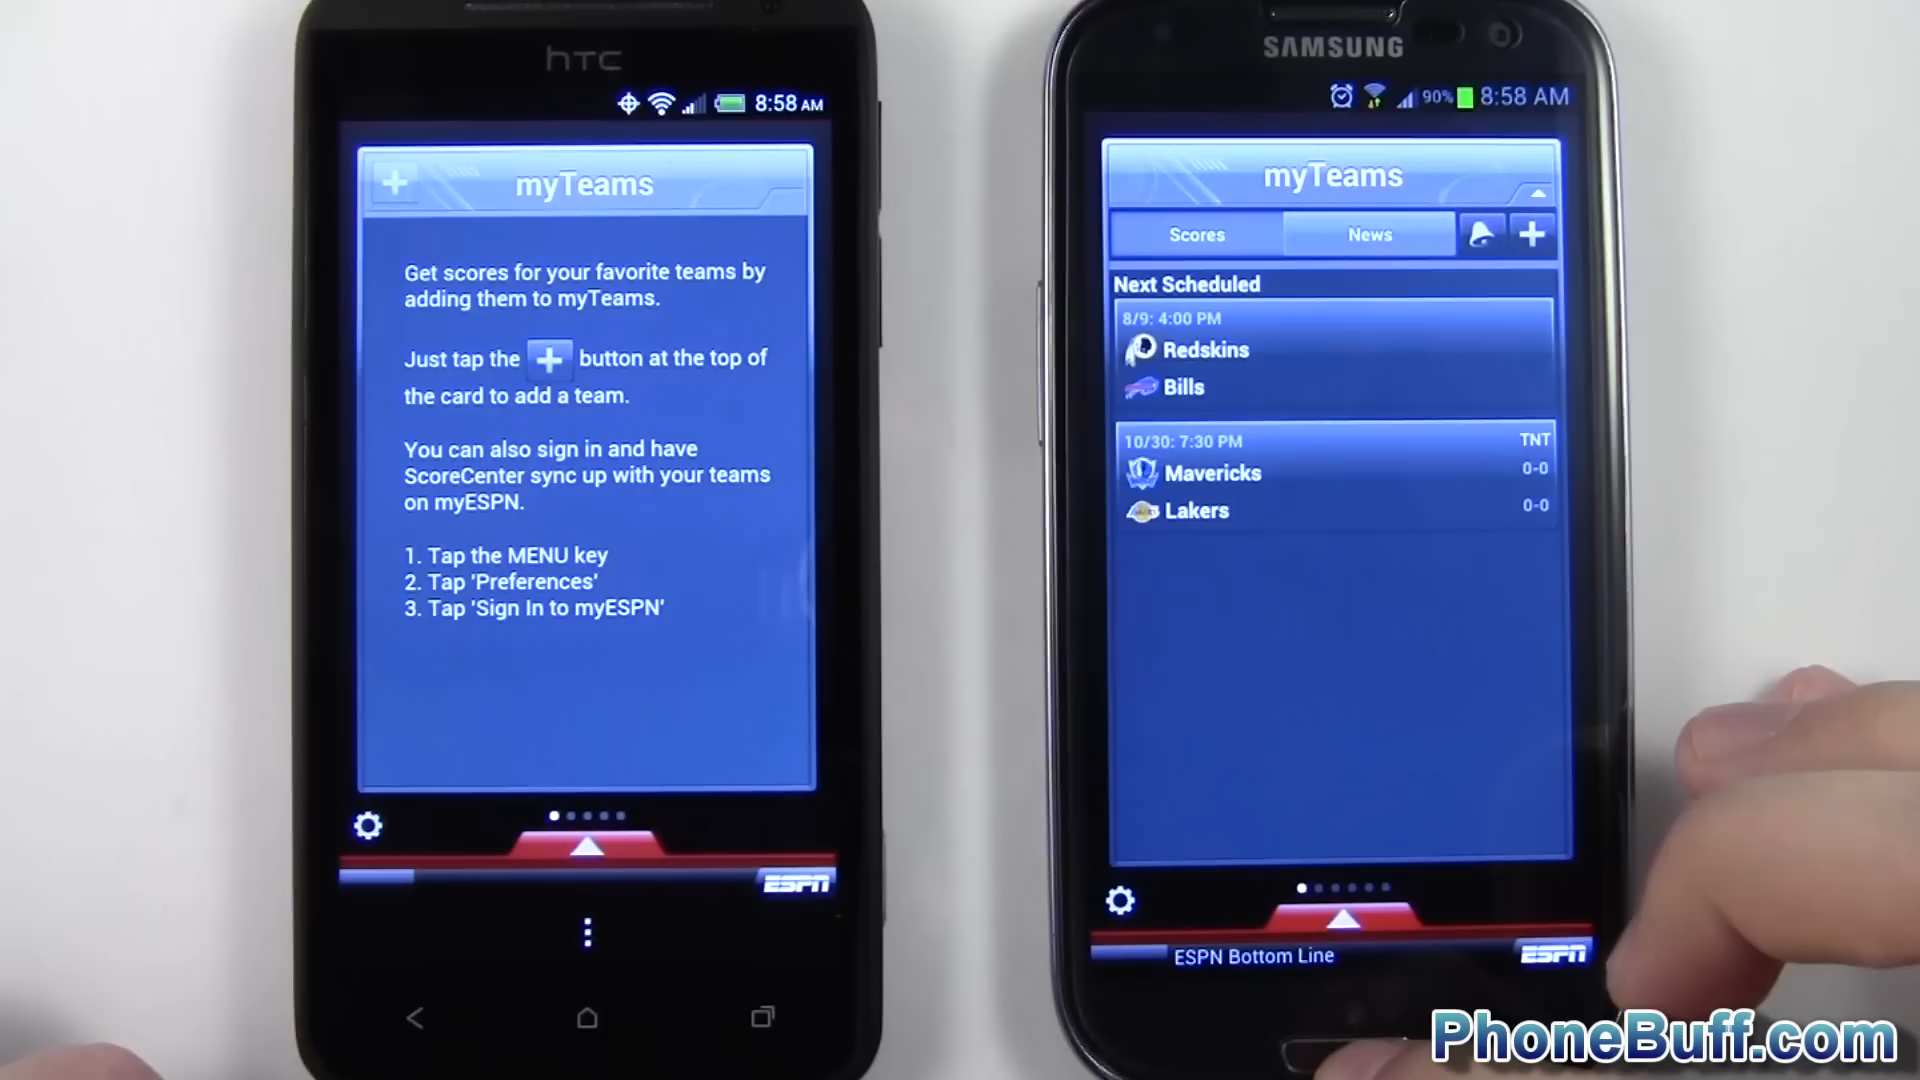 hTC
8:58 AM
myTeams
Get scores for your favorite teams by
adding them to myTeams.
Just tap the + button at the top of
the card to add a team.
You can also sign in and have
ScoreCenter sync up with your teams
on myESPN.
1. Tap the MENU key
2. Tap 'Preferences'
3. Tap 'Sign In to myESPN'
ESPN
SAMSUNG
90% 8:58 AM
myTeams
Scores News
Next Scheduled
8/9: 4:00 PM
Redskins
Bills
10/30: 7:30 PM TNT
Mavericks 0-0
Lakers 0-0
ESPN Bottom Line ESPN
PhoneBuff.com